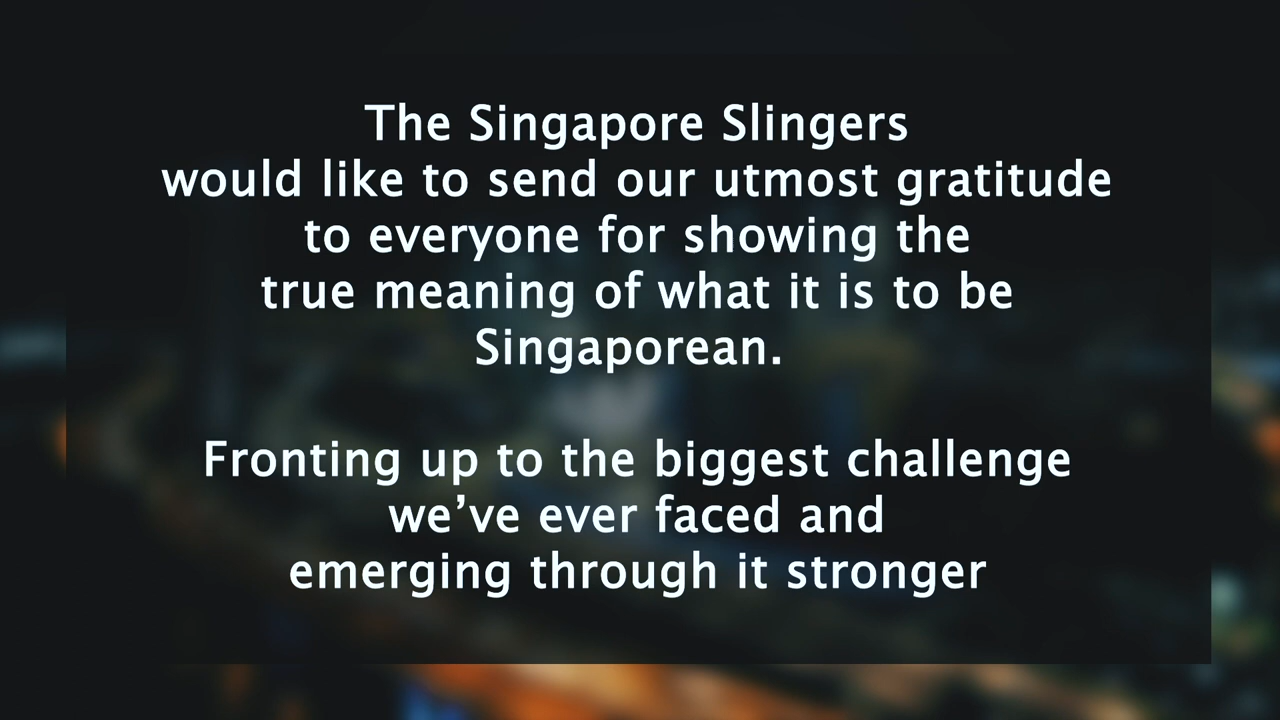 The Singapore Slingers
would like to send our utmost gratitude
to everyone for showing the
true meaning of what it is to be
Singaporean.
Fronting up to the biggest challenge
we’ve ever faced and
emerging through it stronger